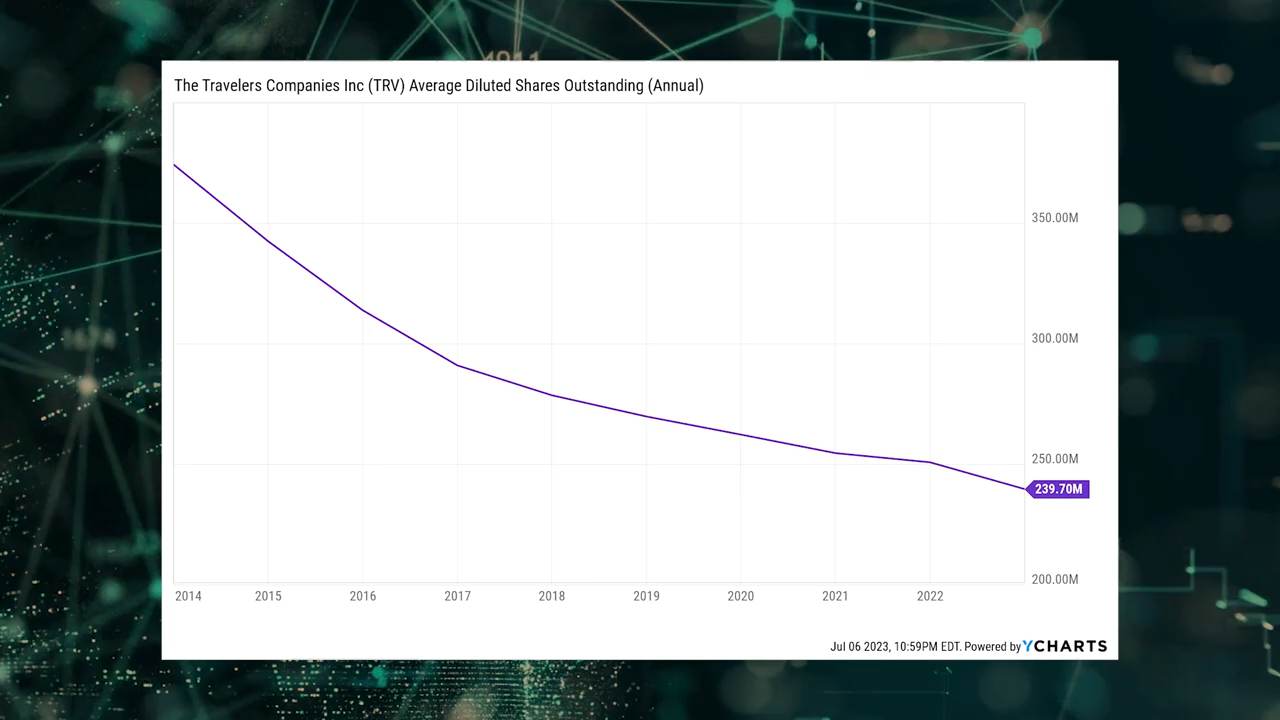 The Travelers Companies Inc (TRV) Average Diluted Shares Outstanding (Annual)
350.00M
300.00M
250.00M
239.70M
200.00M
2014 2015 2016 2017 2018 2019 2020 2021 2022
Jul 06 2023, 10:59PM EDT. Powered by YCHARTS